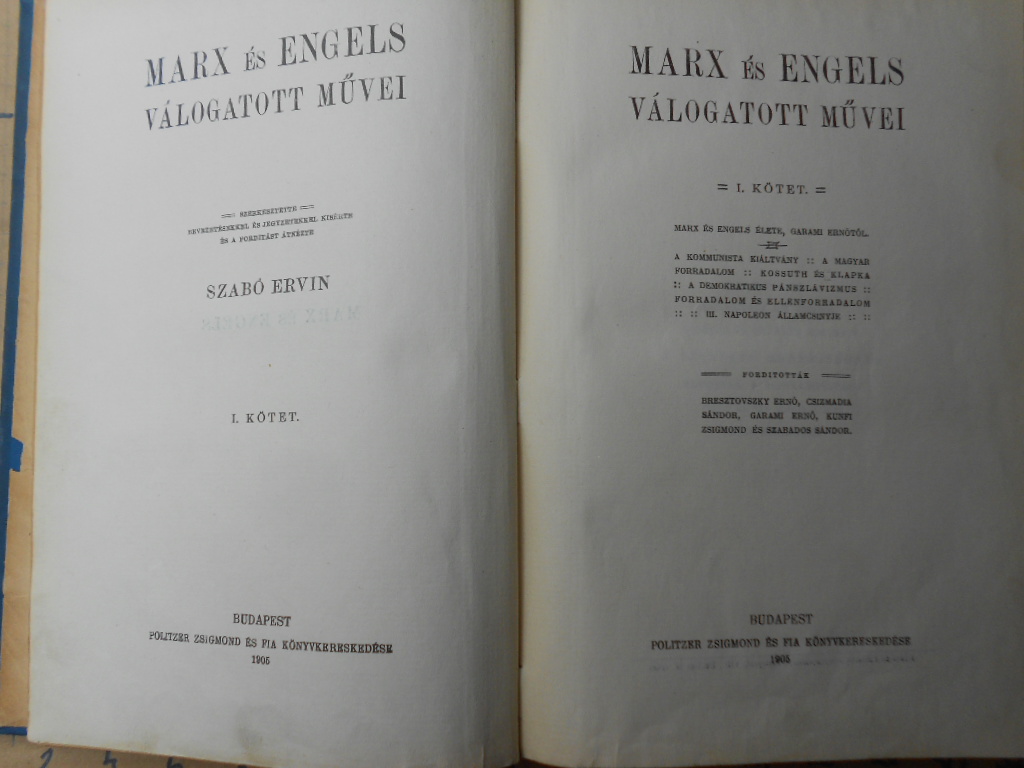 MARX ÉS ENGELS
VÁLOGATOTT MŰVEI
SZERKESZTETTE
BEVEZETÉSEKKEL ÉS JEGYZETEKKEL KISÉRTE
ÉS A FORDITÁST ÁTNÉZTE
SZABÓ ERVIN
I. KÖTET.
BUDAPEST
POLITZER ZSIGMOND ÉS FIA KÖNYVKERESKEDÉSE
1905
MARX ÉS ENGELS
VÁLOGATOTT MŰVEI
= I. KÖTET. =
MARX ÉS ENGELS ÉLETE, GARAMI ERNŐTŐL.
A KOMMUNISTA KIÁLTVÁNY :: A MAGYAR
FORRADALOM :: KOSSUTH ÉS KLAPKA
:: A DEMOKRATIKUS PÁNSZLÁVIZMUS ::
FORRADALOM ÉS ELLENFORRADALOM
:: :: III. NAPOLEON ÁLLAMCSINYJE :: ::
FORDITOTTÁK
BRESZTOVSZKY ERNŐ, CSIZMADIA
SÁNDOR, GARAMI ERNŐ, KUNFI
ZSIGMOND ÉS SZABADOS SÁNDOR.
BUDAPEST
POLITZER ZSIGMOND ÉS FIA KÖNYVKERESKEDÉSE
1905